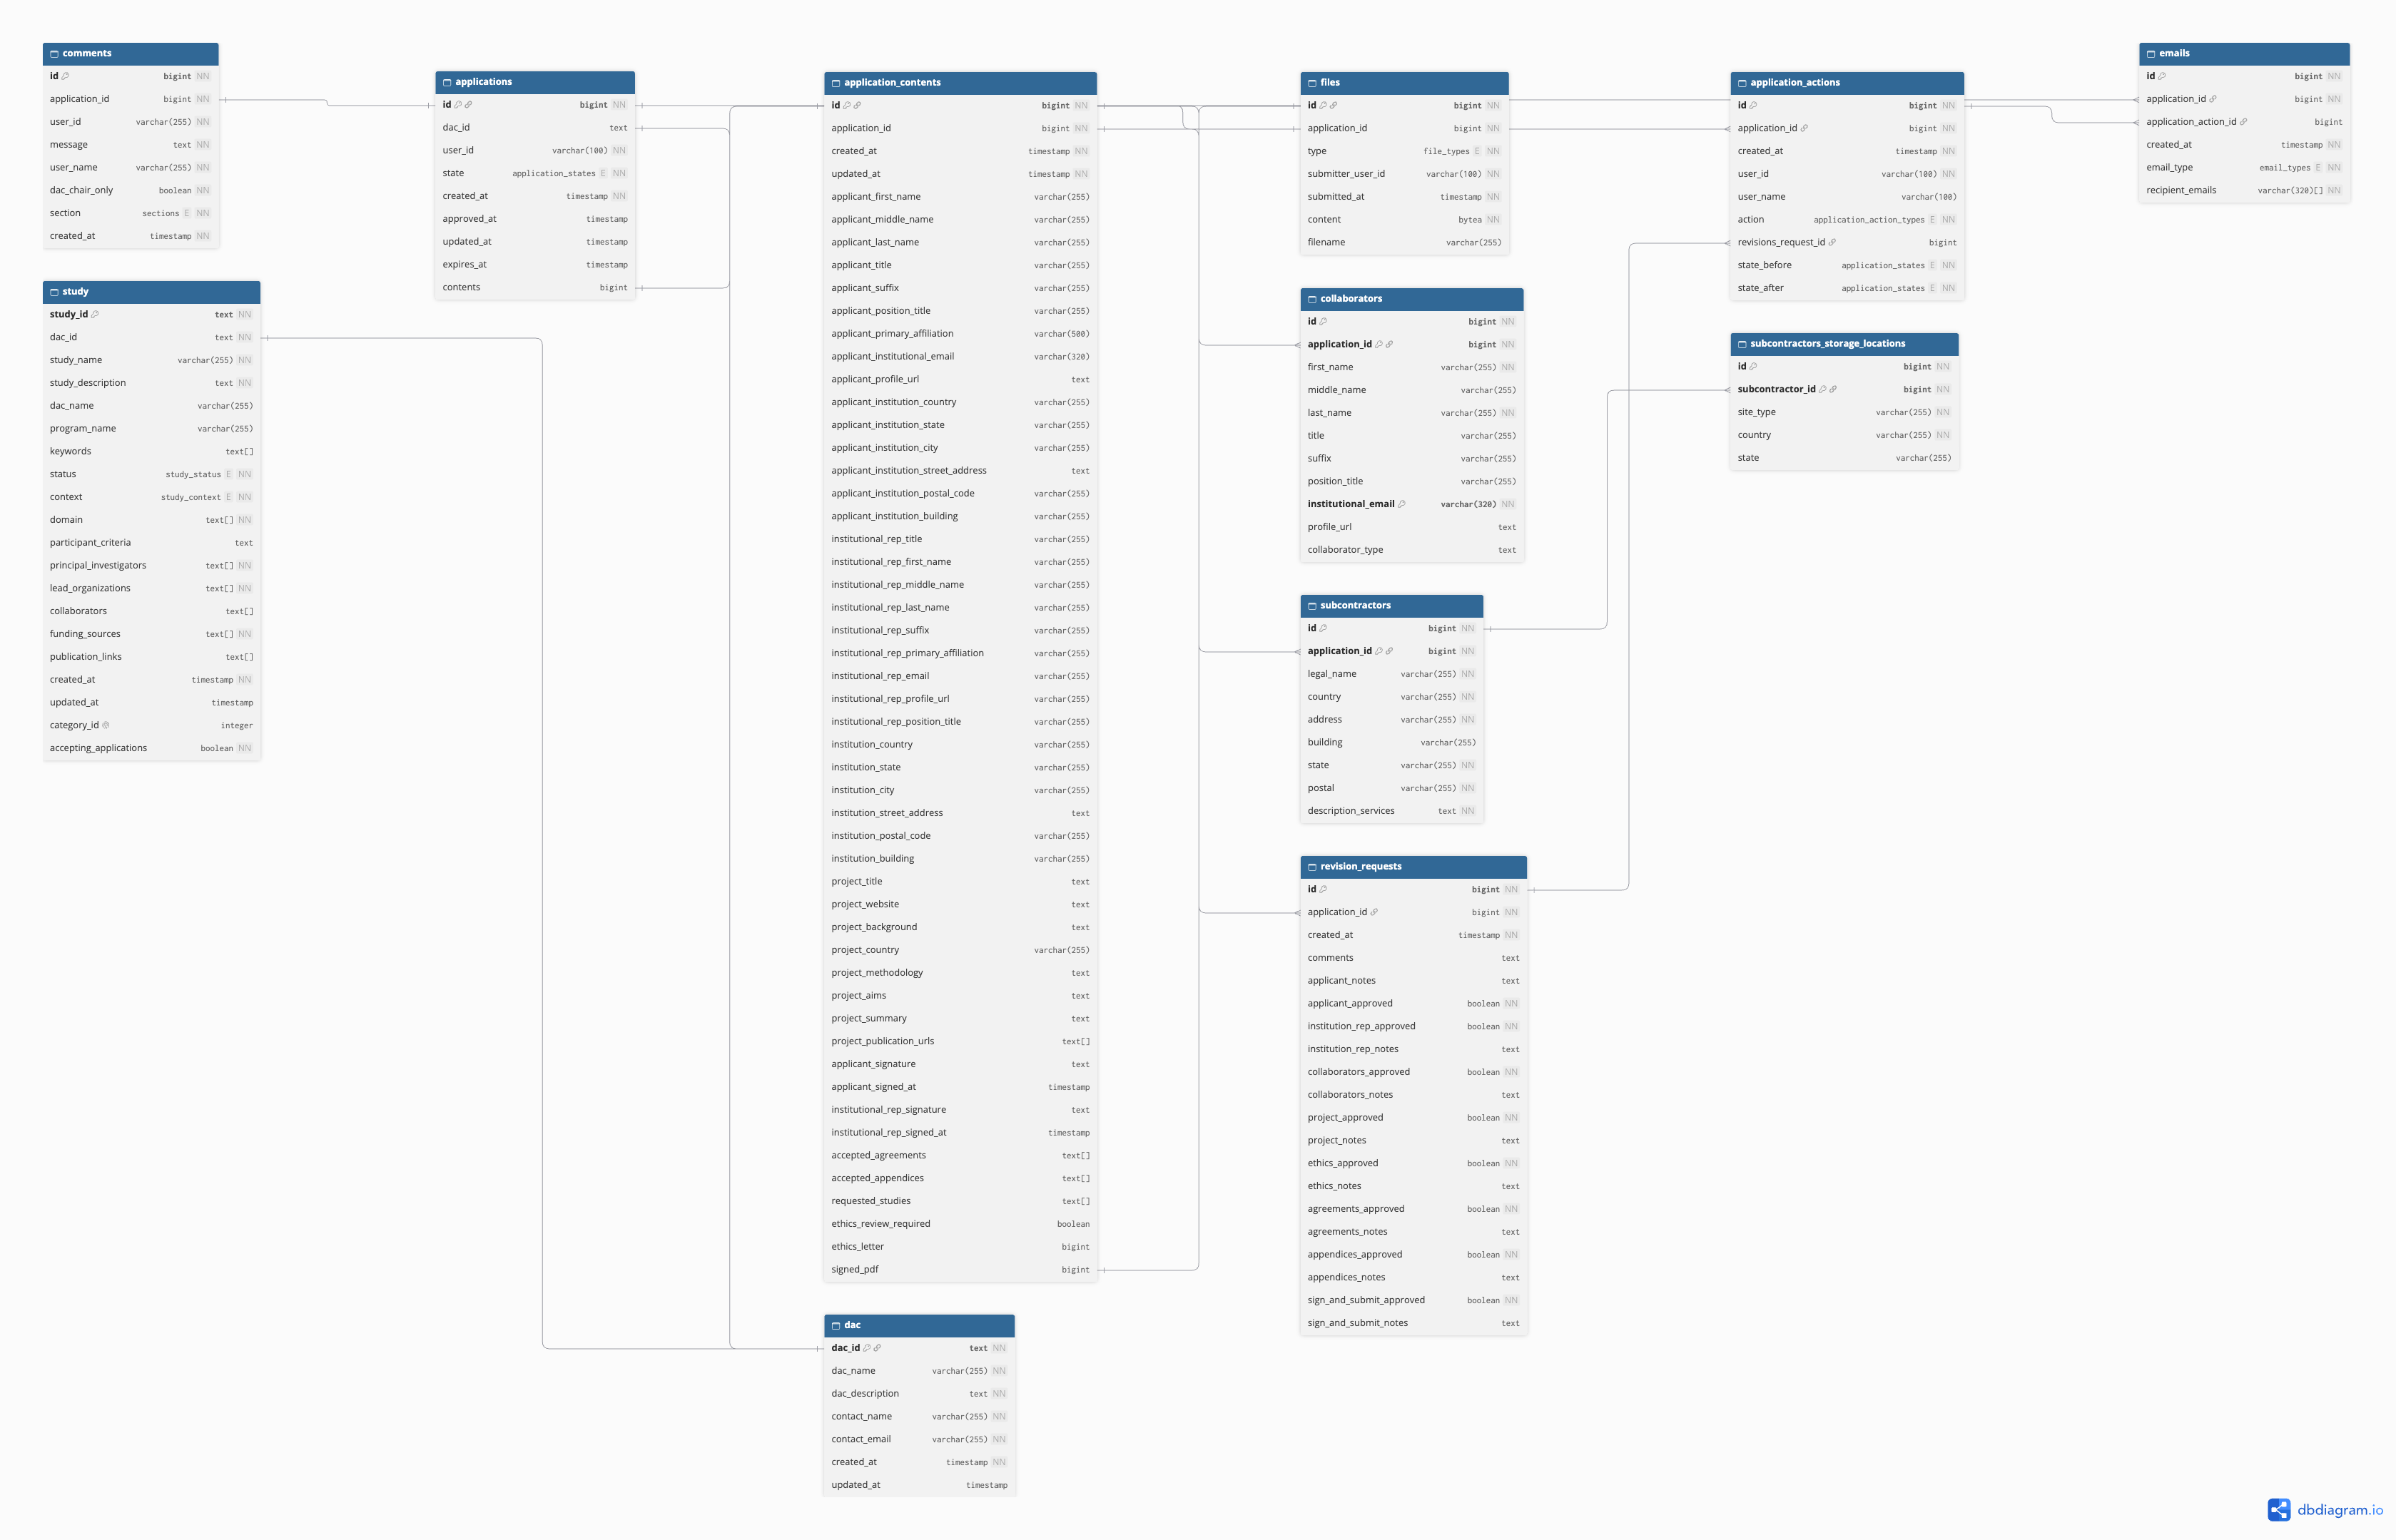 comments
id bigint NN
application_id bigint NN
user_id varchar(255) NN
message text NN
user_name varchar(255) NN
dac_chair_only boolean NN
section sections E NN
created_at timestamp NN
study
study_id text NN
dac_id text NN
study_name varchar(255) NN
study_description text NN
dac_name varchar(255)
program_name varchar(255)
keywords text[]
status study_status E NN
context study_context E NN
domain text[] NN
participant_criteria text
principal_investigators text[] NN
lead_organizations text[] NN
collaborators text[]
funding_sources text[] NN
publication_links text[]
created_at timestamp NN
updated_at timestamp
category_id integer
accepting_applications boolean NN
applications
id bigint NN
dac_id text
user_id varchar(100) NN
state application_states E NN
created_at timestamp NN
approved_at timestamp
updated_at timestamp
expires_at timestamp
contents bigint
application_contents
id bigint NN
application_id bigint NN
created_at timestamp NN
updated_at timestamp NN
applicant_first_name varchar(255)
applicant_middle_name varchar(255)
applicant_last_name varchar(255)
applicant_title varchar(255)
applicant_suffix varchar(255)
applicant_position_title varchar(255)
applicant_primary_affiliation varchar(500)
applicant_institutional_email varchar(320)
applicant_profile_url text
applicant_institution_country varchar(255)
applicant_institution_state varchar(255)
applicant_institution_city varchar(255)
applicant_institution_street_address text
applicant_institution_postal_code varchar(255)
applicant_institution_building varchar(255)
institutional_rep_title varchar(255)
institutional_rep_first_name varchar(255)
institutional_rep_middle_name varchar(255)
institutional_rep_last_name varchar(255)
institutional_rep_suffix varchar(255)
institutional_rep_primary_affiliation varchar(255)
institutional_rep_email varchar(255)
institutional_rep_profile_url varchar(255)
institutional_rep_position_title varchar(255)
institution_country varchar(255)
institution_state varchar(255)
institution_city varchar(255)
institution_street_address text
institution_postal_code varchar(255)
institution_building varchar(255)
project_title text
project_website text
project_background text
project_country varchar(255)
project_methodology text
project_aims text
project_summary text
project_publication_urls text[]
applicant_signature text
applicant_signed_at timestamp
institutional_rep_signature text
institutional_rep_signed_at timestamp
accepted_agreements text[]
accepted_appendices text[]
requested_studies text[]
ethics_review_required boolean
ethics_letter bigint
signed_pdf bigint
dac
dac_id text NN
dac_name varchar(255) NN
dac_description text NN
contact_name varchar(255) NN
contact_email varchar(255) NN
created_at timestamp NN
updated_at timestamp
files
id bigint NN
application_id bigint NN
type file_types E NN
submitter_user_id varchar(100) NN
submitted_at timestamp NN
content bytea NN
filename varchar(255)
collaborators
id bigint NN
application_id bigint NN
first_name varchar(255) NN
middle_name varchar(255)
last_name varchar(255) NN
title varchar(255)
suffix varchar(255)
position_title varchar(255)
institutional_email varchar(320) NN
profile_url text
collaborator_type text
subcontractors
id bigint NN
application_id bigint NN
legal_name varchar(255) NN
country varchar(255) NN
address varchar(255) NN
building varchar(255)
state varchar(255) NN
postal varchar(255) NN
description_services text NN
revision_requests
id bigint NN
application_id bigint NN
created_at timestamp NN
comments text
applicant_notes text
applicant_approved boolean NN
institution_rep_approved boolean NN
institution_rep_notes text
collaborators_approved boolean NN
collaborators_notes text
project_approved boolean NN
project_notes text
ethics_approved boolean NN
ethics_notes text
agreements_approved boolean NN
agreements_notes text
appendices_approved boolean NN
appendices_notes text
sign_and_submit_approved boolean NN
sign_and_submit_notes text
application_actions
id bigint NN
application_id bigint NN
created_at timestamp NN
user_id varchar(100) NN
user_name varchar(100)
action application_action_types E NN
revisions_request_id bigint
state_before application_states E NN
state_after application_states E NN
subcontractors_storage_locations
id bigint NN
subcontractor_id bigint NN
site_type varchar(255) NN
country varchar(255) NN
state varchar(255)
emails
id bigint NN
application_id bigint NN
application_action_id bigint
created_at timestamp NN
email_type email_types E NN
recipient_emails varchar(320)[] NN
dbdiagram.io